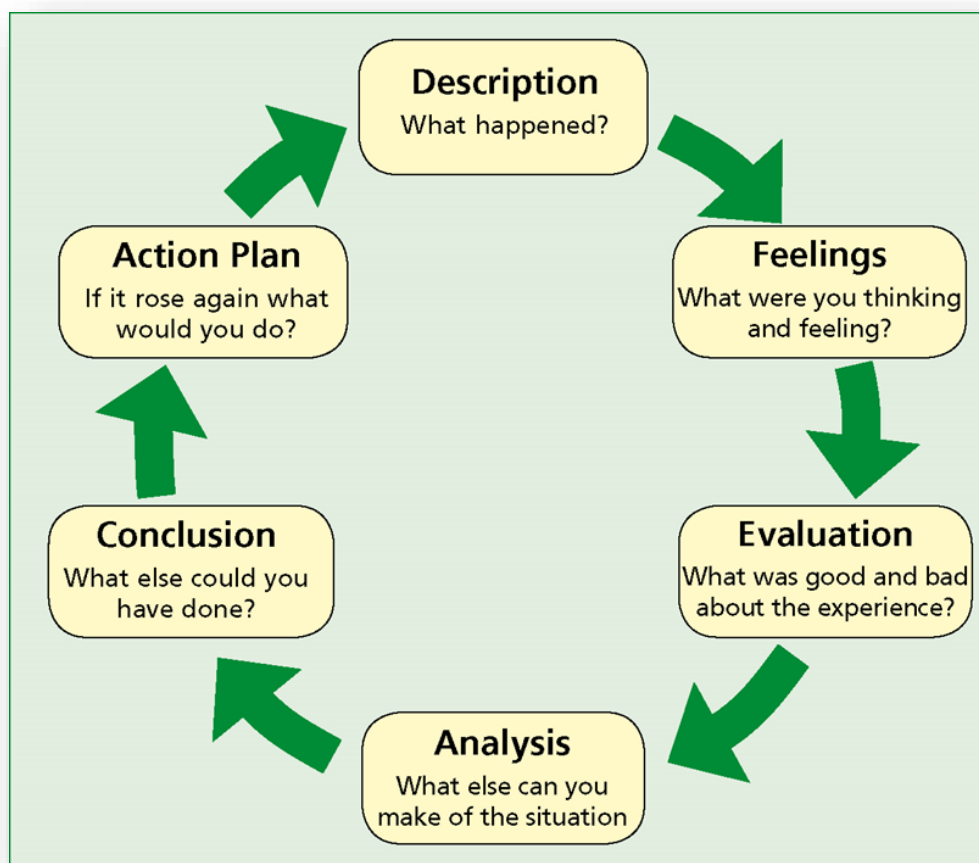 Description
What happened?
Feelings
What were you thinking
and feeling?
Evaluation
What was good and bad
about the experience?
Analysis
What else can you
make of the situation
Conclusion
What else could you
have done?
Action Plan
If it rose again what
would you do?